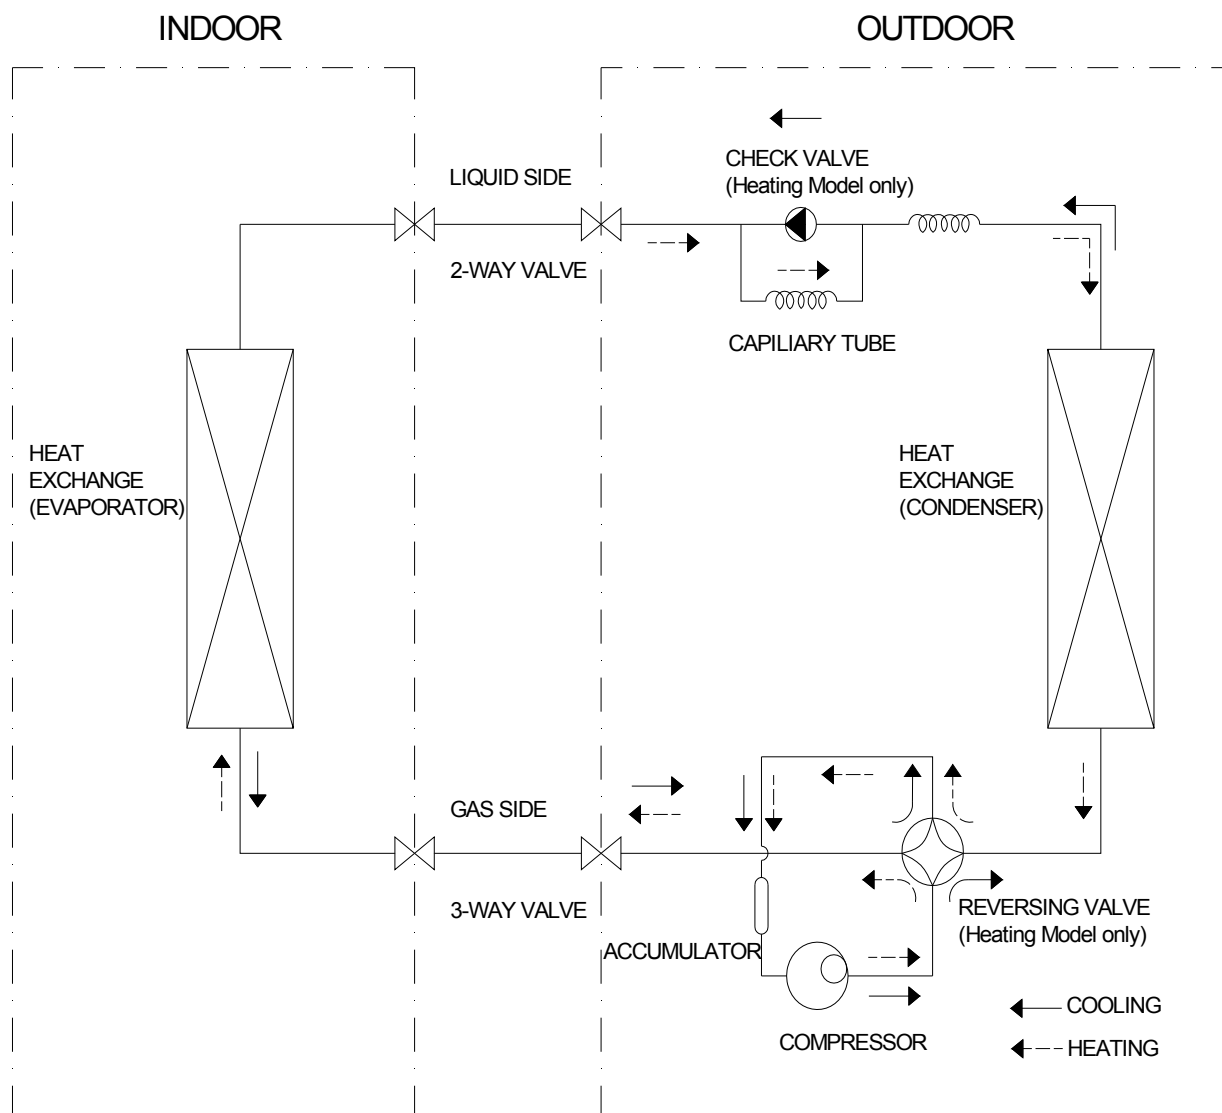 INDOOR
OUTDOOR
CHECK VALVE
(Heating Model only)
LIQUID SIDE
2-WAY VALVE
CAPILIARY TUBE
HEAT
EXCHANGE
(EVAPORATOR)
HEAT
EXCHANGE
(CONDENSER)
GAS SIDE
3-WAY VALVE
REVERSING VALVE
(Heating Model only)
ACCUMULATOR
COMPRESSOR
COOLING
HEATING